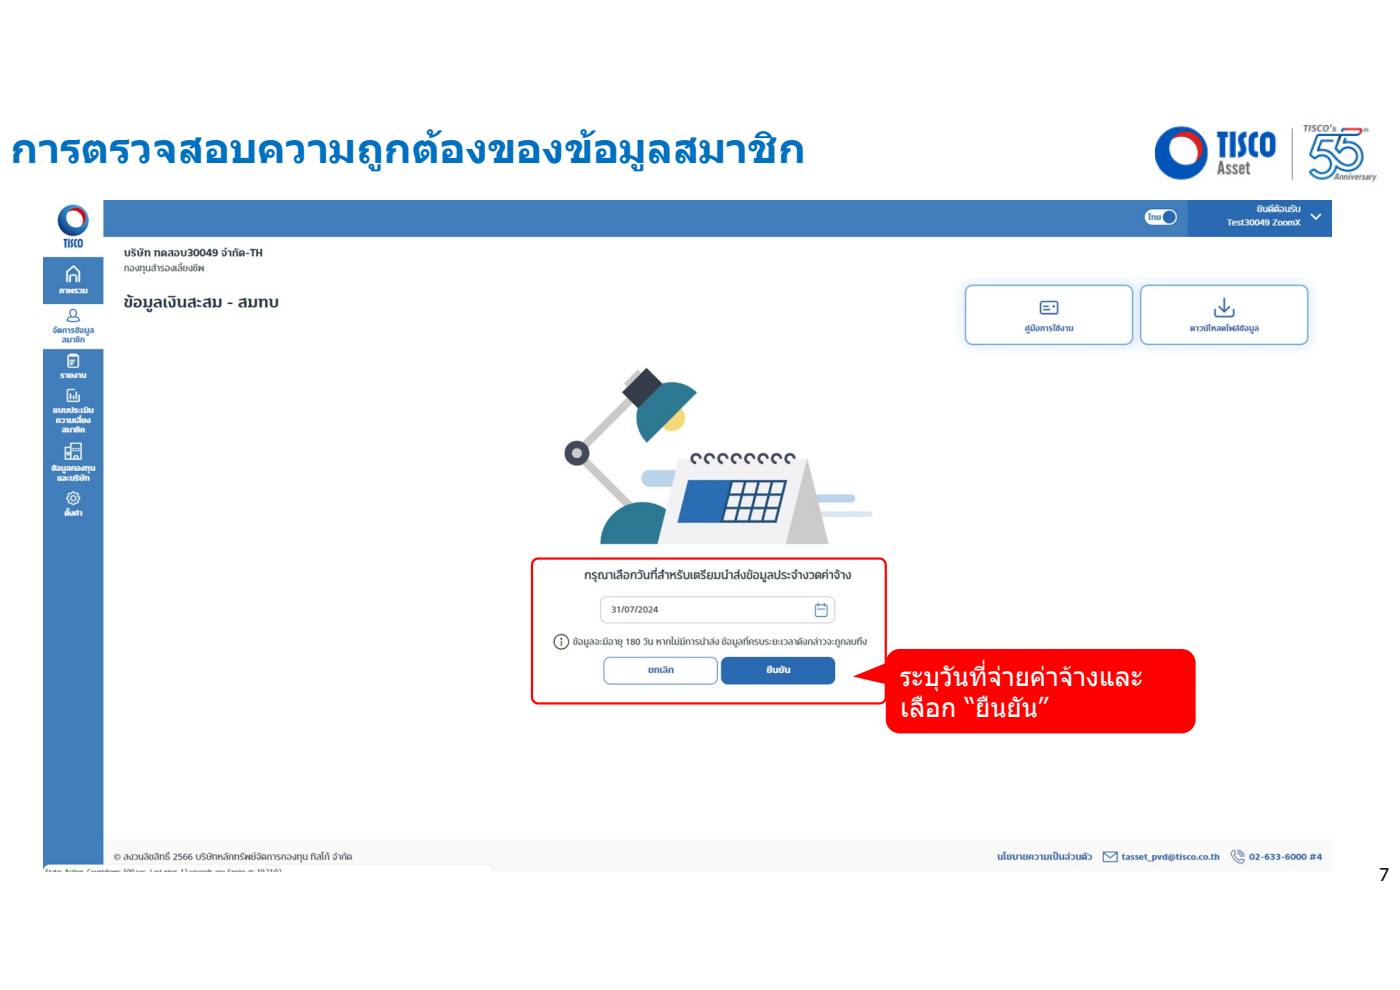 การตรวจสอบความถูกต้องของข้อมูลสมาชิก
TISCO
Asset
TISCO's
55th
Anniversary
TISCO
ไทย
ยินดีต้อนรับ
Test30049 ZoomX
บริษัท ทดสอบ30049 จำกัด-TH
กองทุนสำรองเลี้ยงชีพ
ข้อมูลเงินสะสม - สมทบ
คู่มือการใช้งาน
ดาวน์โหลดไฟล์ข้อมูล
ภาพรวม
จัดการข้อมูล
สมาชิก
รายงาน
แบบประเมิน
ความเสี่ยง
สมาชิก
ข้อมูลกองทุน
และบริษัท
ตั้งค่า
กรุณาเลือกวันที่สำหรับเตรียมนำส่งข้อมูลประจำงวดค่าจ้าง
31/07/2024
ข้อมูลจะมีอายุ 180 วัน หากไม่มีการนำส่ง ข้อมูลที่ครบระยะเวลาดังกล่าวจะถูกลบทิ้ง
ยกเลิก
ยืนยัน
ระบุวันที่จ่ายค่าจ้างและ
เลือก “ยืนยัน”
© สงวนลิขสิทธิ์ 2566 บริษัทหลักทรัพย์จัดการกองทุน ทิสโก้ จำกัด
นโยบายความเป็นส่วนตัว
tasset_pvd@tisco.co.th
02-633-6000 #4
7